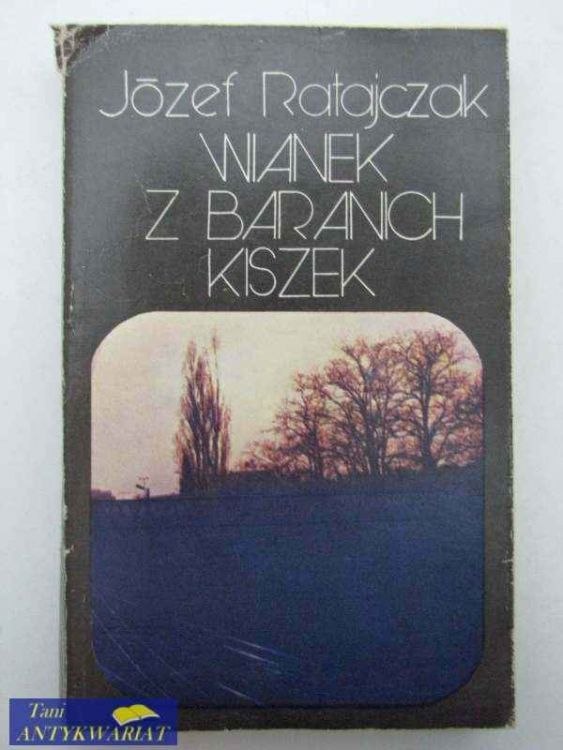 Józef Ratajczak
WIANEK
Z BARANICH
KISZEK
Tani
ANTYKWARIAT